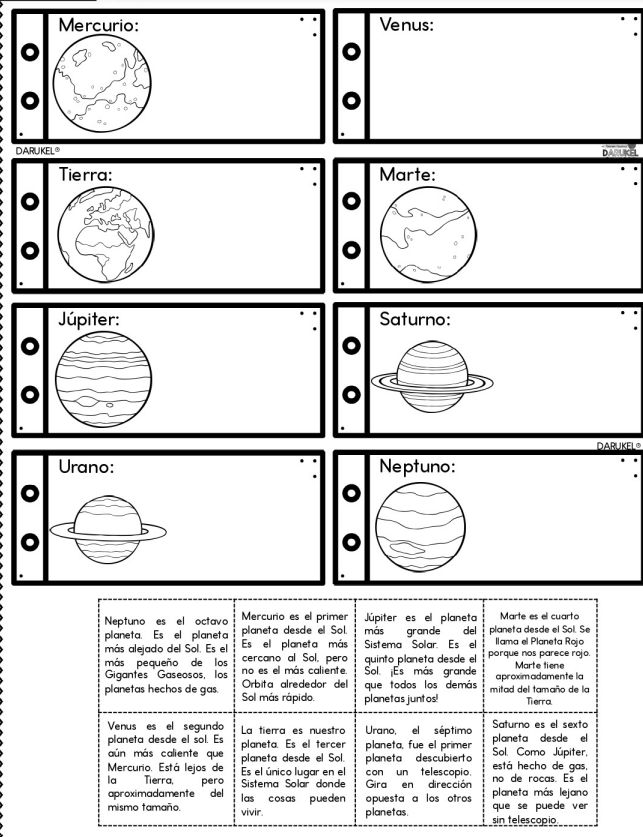 Mercurio:
Venus:
DARUKEL®
DARUKEL
Tierra:
Marte:
Júpiter:
Saturno:
DARUKEL®
Urano:
Neptuno:
Neptuno es el octavo
planeta. Es el planeta
más alejado del Sol. Es el
más pequeño de los
Gigantes Gaseosos, los
planetas hechos de gas.
Mercurio es el primer
planeta desde el Sol.
Es el planeta más
cercano al Sol, pero
no es el más caliente.
Orbita alrededor del
Sol más rápido.
Júpiter es el planeta
más grande del
Sistema Solar. Es el
quinto planeta desde el
Sol. ¡Es más grande
que todos los demás
planetas juntos!
Marte es el cuarto
planeta desde el Sol. Se
llama el Planeta Rojo
porque nos parece rojo.
Marte tiene
aproximadamente la
mitad del tamaño de la
Tierra.
Venus es el segundo
planeta desde el sol. Es
aún más caliente que
Mercurio. Está lejos de
la Tierra, pero
aproximadamente del
mismo tamaño.
La tierra es nuestro
planeta. Es el tercer
planeta desde el Sol.
Es el único lugar en el
Sistema Solar donde
las cosas pueden
vivir.
Urano, el séptimo
planeta, fue el primer
planeta descubierto
con un telescopio.
Gira en dirección
opuesta a los otros
planetas.
Saturno es el sexto
planeta desde el
Sol. Como Júpiter,
está hecho de gas,
no de rocas. Es el
planeta más lejano
que se puede ver
sin telescopio.